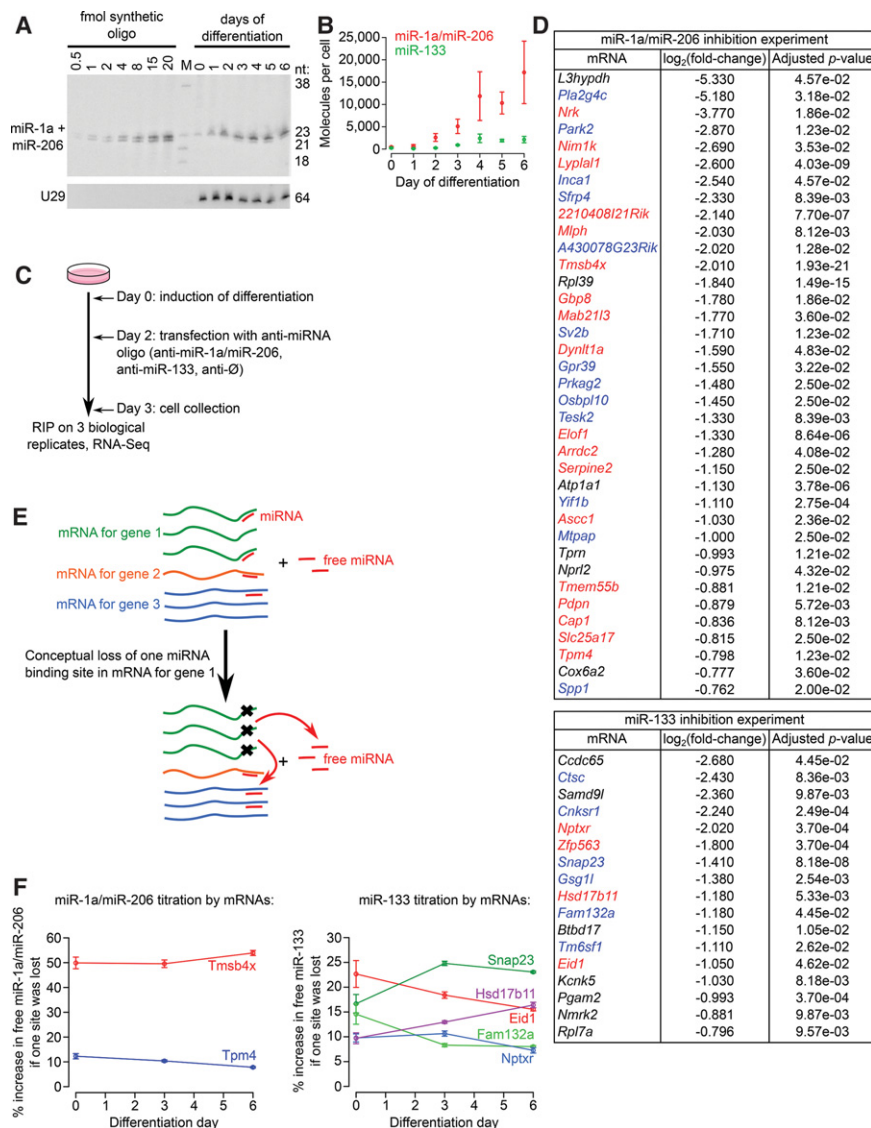 A
fmol synthetic
oligo
days of
differentiation
0.5 1 2 4 8 15 20 M 0 1 2 3 4 5 6 nt:
38
miR-1a +
miR-206
23
21
18
U29
64
B
miR-1a/miR-206
miR-133
Molecules per cell
25,000
20,000
15,000
10,000
5,000
0
0 1 2 3 4 5 6
Day of differentiation
C
Day 0: induction of differentiation
Day 2: transfection with anti-miRNA
oligo (anti-miR-1a/miR-206,
anti-miR-133, anti-Ø)
Day 3: cell collection
RIP on 3 biological
replicates, RNA-Seq
D
miR-1a/miR-206 inhibition experiment
mRNA log2(fold-change) Adjusted p-value
L3hypdh -5.330 4.57e-02
Pla2g4c -5.180 3.18e-02
Nrk -3.770 1.86e-02
Park2 -2.870 1.23e-02
Nim1k -2.690 3.53e-02
Lyplal1 -2.600 4.03e-09
Inca1 -2.540 4.57e-02
Sfrp4 -2.330 8.39e-03
2210408I21Rik -2.140 7.70e-07
Mlph -2.030 8.12e-03
A430078G23Rik -2.020 1.28e-02
Tmsb4x -2.010 1.93e-21
Rpl39 -1.840 1.49e-15
Gbp8 -1.780 1.86e-02
Mab21l3 -1.770 3.60e-02
Sv2b -1.710 1.23e-02
Dynlt1a -1.590 4.83e-02
Gpr39 -1.550 3.22e-02
Prkag2 -1.480 2.50e-02
Osbpl10 -1.450 2.50e-02
Tesk2 -1.330 8.39e-03
Elof1 -1.330 8.64e-06
Arrdc2 -1.280 4.08e-02
Serpine2 -1.150 2.50e-02
Atp1a1 -1.130 3.78e-06
Yif1b -1.110 2.75e-04
Ascc1 -1.030 2.36e-02
Mtpap -1.000 2.50e-02
Tprn -0.993 1.21e-02
Nprl2 -0.975 4.32e-02
Tmem55b -0.881 1.21e-02
Pdpn -0.879 5.72e-03
Cap1 -0.836 8.12e-03
Slc25a17 -0.815 2.50e-02
Tpm4 -0.798 1.23e-02
Cox6a2 -0.777 3.60e-02
Spp1 -0.762 2.00e-02
miR-133 inhibition experiment
mRNA log2(fold-change) Adjusted p-value
Ccdc65 -2.680 4.45e-02
Ctsc -2.430 8.36e-03
Samd9l -2.360 9.87e-03
Cnksr1 -2.240 2.49e-04
Nptxr -2.020 3.70e-04
Zfp563 -1.800 3.70e-04
Snap23 -1.410 8.18e-08
Gsg1l -1.380 2.54e-03
Hsd17b11 -1.180 5.33e-03
Fam132a -1.180 4.45e-02
Btbd17 -1.150 1.05e-02
Tm6sf1 -1.110 2.62e-02
Eid1 -1.050 4.62e-02
Kcnk5 -1.030 8.18e-03
Pgam2 -0.993 3.70e-04
Nmrk2 -0.881 9.87e-03
Rpl7a -0.796 9.57e-03
E
miRNA
mRNA for gene 1
+ free miRNA
mRNA for gene 2
mRNA for gene 3
Conceptual loss of one miRNA
binding site in mRNA for gene 1
+ free miRNA
F
miR-1a/miR-206 titration by mRNAs:
% increase in free miR-1a/miR-206
if one site was lost
60
50
40
30
20
10
0
Tmsb4x
Tpm4
0 3 6
Differentiation day
miR-133 titration by mRNAs:
% increase in free miR-133
if one site was lost
30
25
20
15
10
5
0
Snap23
Hsd17b11
Eid1
Fam132a
Nptxr
0 3 6
Differentiation day